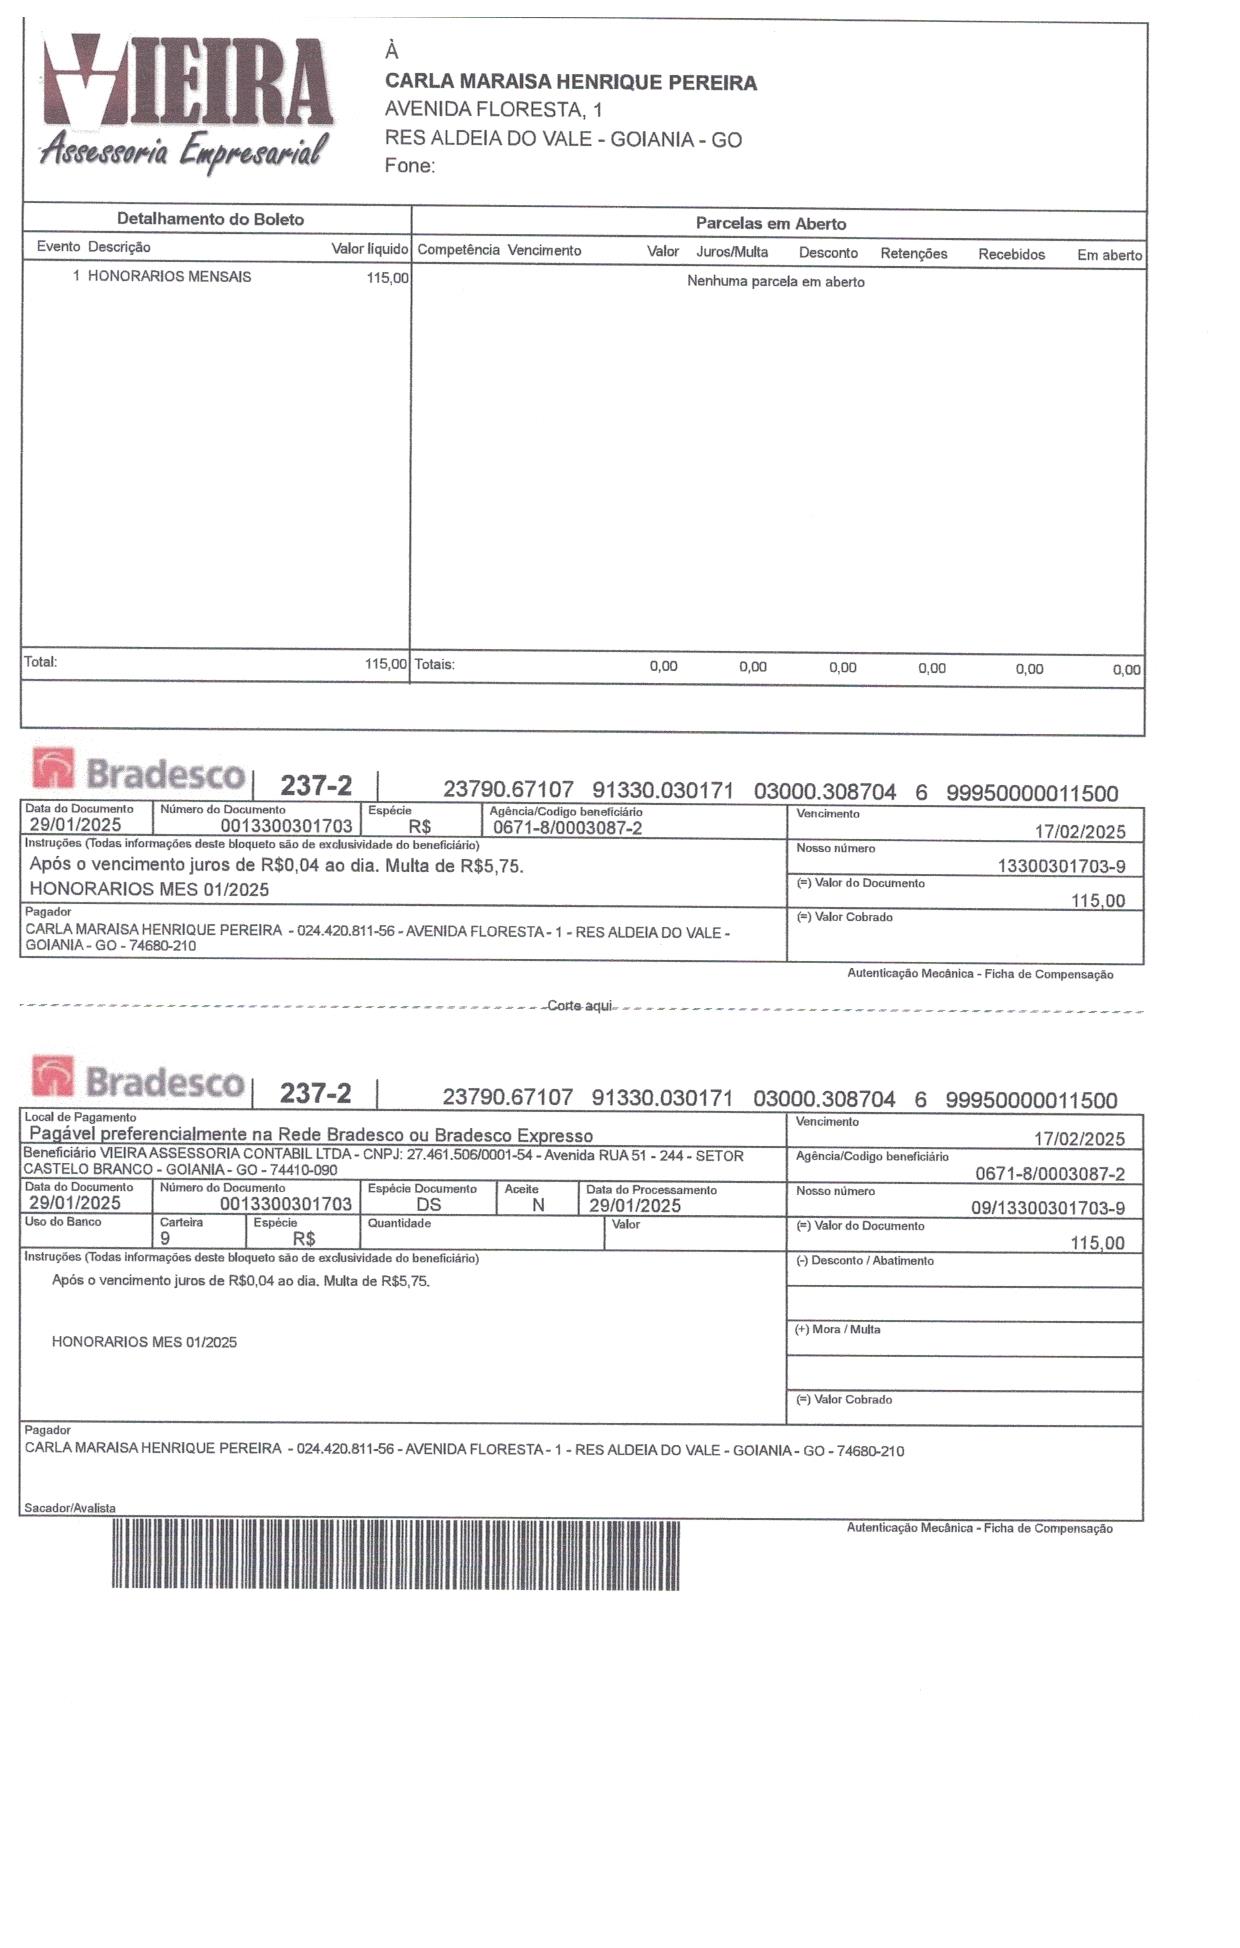 VIEIRA
Assessoria Empresarial
À
CARLA MARAISA HENRIQUE PEREIRA
AVENIDA FLORESTA, 1
RES ALDEIA DO VALE - GOIANIA - GO
Fone:
Detalhamento do Boleto
Parcelas em Aberto
Evento Descrição Valor líquido
Competência Vencimento Valor Juros/Multa Desconto Retenções Recebidos Em aberto
1 HONORARIOS MENSAIS 115,00
Nenhuma parcela em aberto
Total: 115,00
Totais: 0,00 0,00 0,00 0,00 0,00 0,00
Bradesco 237-2 23790.67107 91330.030171 03000.308704 6 99950000011500
Data do Documento Número do Documento Espécie Agência/Codigo beneficiário Vencimento
29/01/2025 0013300301703 R$ 0671-8/0003087-2 17/02/2025
Instruções (Todas informações deste bloqueto são de exclusividade do beneficiário) Nosso número
Após o vencimento juros de R$0,04 ao dia. Multa de R$5,75. 13300301703-9
HONORARIOS MES 01/2025 (=) Valor do Documento
115,00
Pagador (=) Valor Cobrado
CARLA MARAISA HENRIQUE PEREIRA - 024.420.811-56 - AVENIDA FLORESTA - 1 - RES ALDEIA DO VALE -
GOIANIA - GO - 74680-210
Autenticação Mecânica - Ficha de Compensação
Corte aqui
Bradesco 237-2 23790.67107 91330.030171 03000.308704 6 99950000011500
Local de Pagamento Vencimento
Pagável preferencialmente na Rede Bradesco ou Bradesco Expresso 17/02/2025
Beneficiário VIEIRA ASSESSORIA CONTABIL LTDA - CNPJ: 27.461.506/0001-54 - Avenida RUA 51 - 244 - SETOR Agência/Codigo beneficiário
CASTELO BRANCO - GOIANIA - GO - 74410-090 0671-8/0003087-2
Data do Documento Número do Documento Espécie Documento Aceite Data do Processamento Nosso número
29/01/2025 0013300301703 DS N 29/01/2025 09/13300301703-9
Uso do Banco Carteira Espécie Quantidade Valor (=) Valor do Documento
9 R$ 115,00
Instruções (Todas informações deste bloqueto são de exclusividade do beneficiário) (-) Desconto / Abatimento
Após o vencimento juros de R$0,04 ao dia. Multa de R$5,75.
(+) Mora / Multa
HONORARIOS MES 01/2025
(=) Valor Cobrado
Pagador
CARLA MARAISA HENRIQUE PEREIRA - 024.420.811-56 - AVENIDA FLORESTA - 1 - RES ALDEIA DO VALE - GOIANIA - GO - 74680-210
Sacador/Avalista
Autenticação Mecânica - Ficha de Compensação